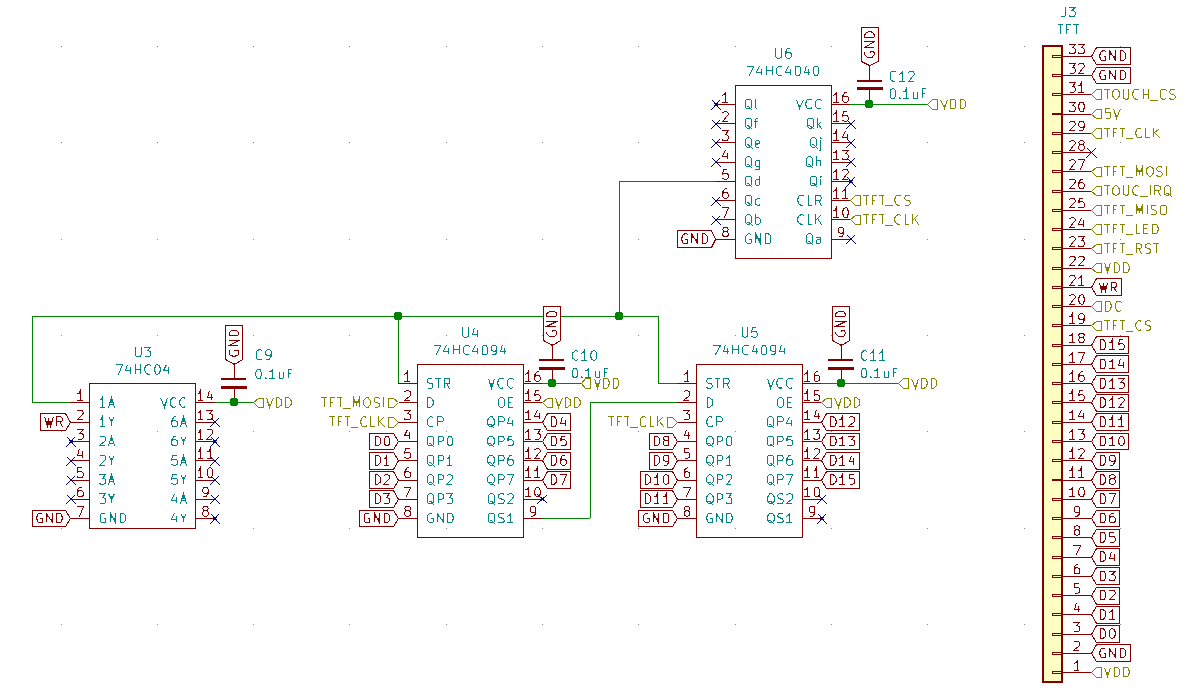 J3
TFT
33 GND
32 GND
31 TOUCH_CS
30 5V
29 TFT_CLK
28
27 TFT_MOSI
26 TOUC_IRQ
25 TFT_MISO
24 TFT_LED
23 TFT_RST
22 VDD
21 WR
20 DC
19 TFT_CS
18 D15
17 D14
16 D13
15 D12
14 D11
13 D10
12 D9
11 D8
10 D7
9 D6
8 D5
7 D4
6 D3
5 D2
4 D1
3 D0
2 GND
1 VDD
U6
74HC4040
GND
C12
0.1uF
1 Ql VCC 16 VDD
2 Qf Qk 15
3 Qe Qj 14
4 Qg Qh 13
5 Qd Qi 12
6 Qc CLR 11 TFT_CS
7 Qb CLK 10 TFT_CLK
GND 8 GND Qa 9
U3
74HC04
GND
C9
0.1uF
1 1A VCC 14 VDD
WR 2 1Y 6A 13
3 2A 6Y 12
4 2Y 5A 11
5 3A 5Y 10
6 3Y 4A 9
GND 7 GND 4Y 8
U4
74HC4094
GND
C10
0.1uF
1 STR VCC 16 VDD
TFT_MOSI 2 D OE 15 VDD
TFT_CLK 3 CP QP4 14 D4
D0 4 QP0 QP5 13 D5
D1 5 QP1 QP6 12 D6
D2 6 QP2 QP7 11 D7
D3 7 QP3 QS2 10
GND 8 GND QS1 9
U5
74HC4094
GND
C11
0.1uF
1 STR VCC 16 VDD
2 D OE 15 VDD
TFT_CLK 3 CP QP4 14 D12
D8 4 QP0 QP5 13 D13
D9 5 QP1 QP6 12 D14
D10 6 QP2 QP7 11 D15
D11 7 QP3 QS2 10
GND 8 GND QS1 9